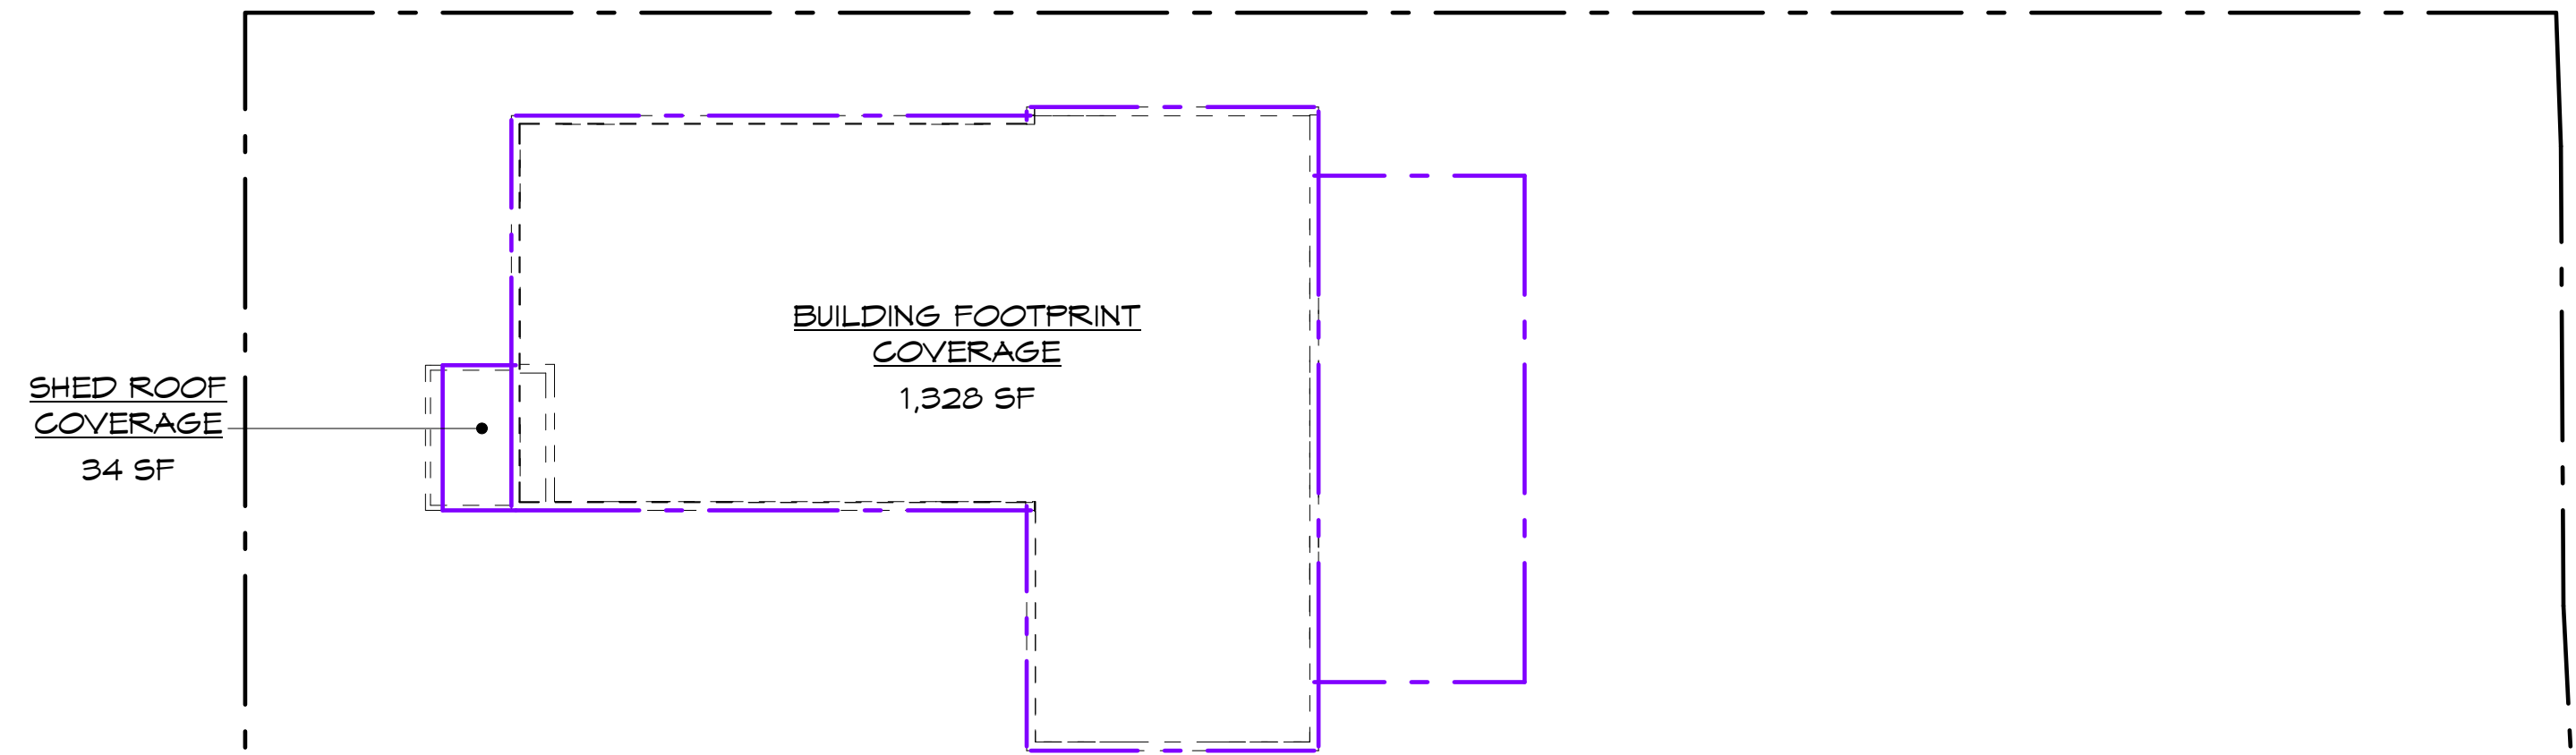 BUILDING FOOTPRINT
COVERAGE
1,328 SF
SHED ROOF
COVERAGE
34 SF